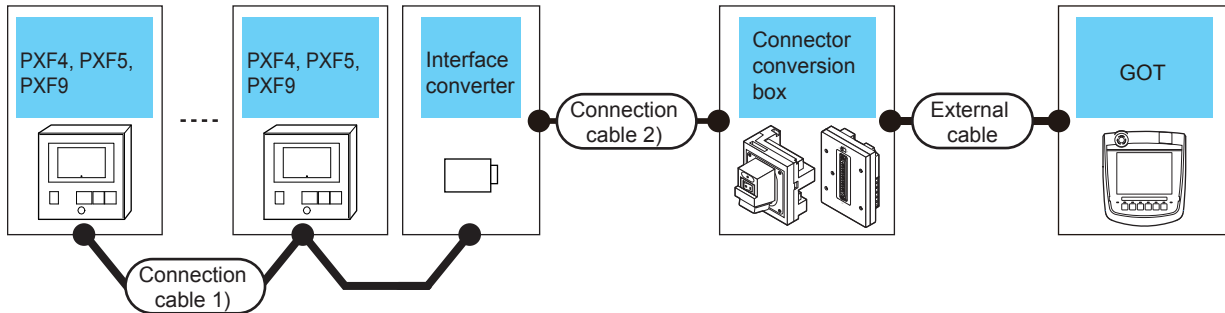 PXF4, PXF5,
PXF9
PXF4, PXF5,
PXF9
Interface
converter
Connector
conversion
box
GOT
Connection
cable 2)
External
cable
Connection
cable 1)